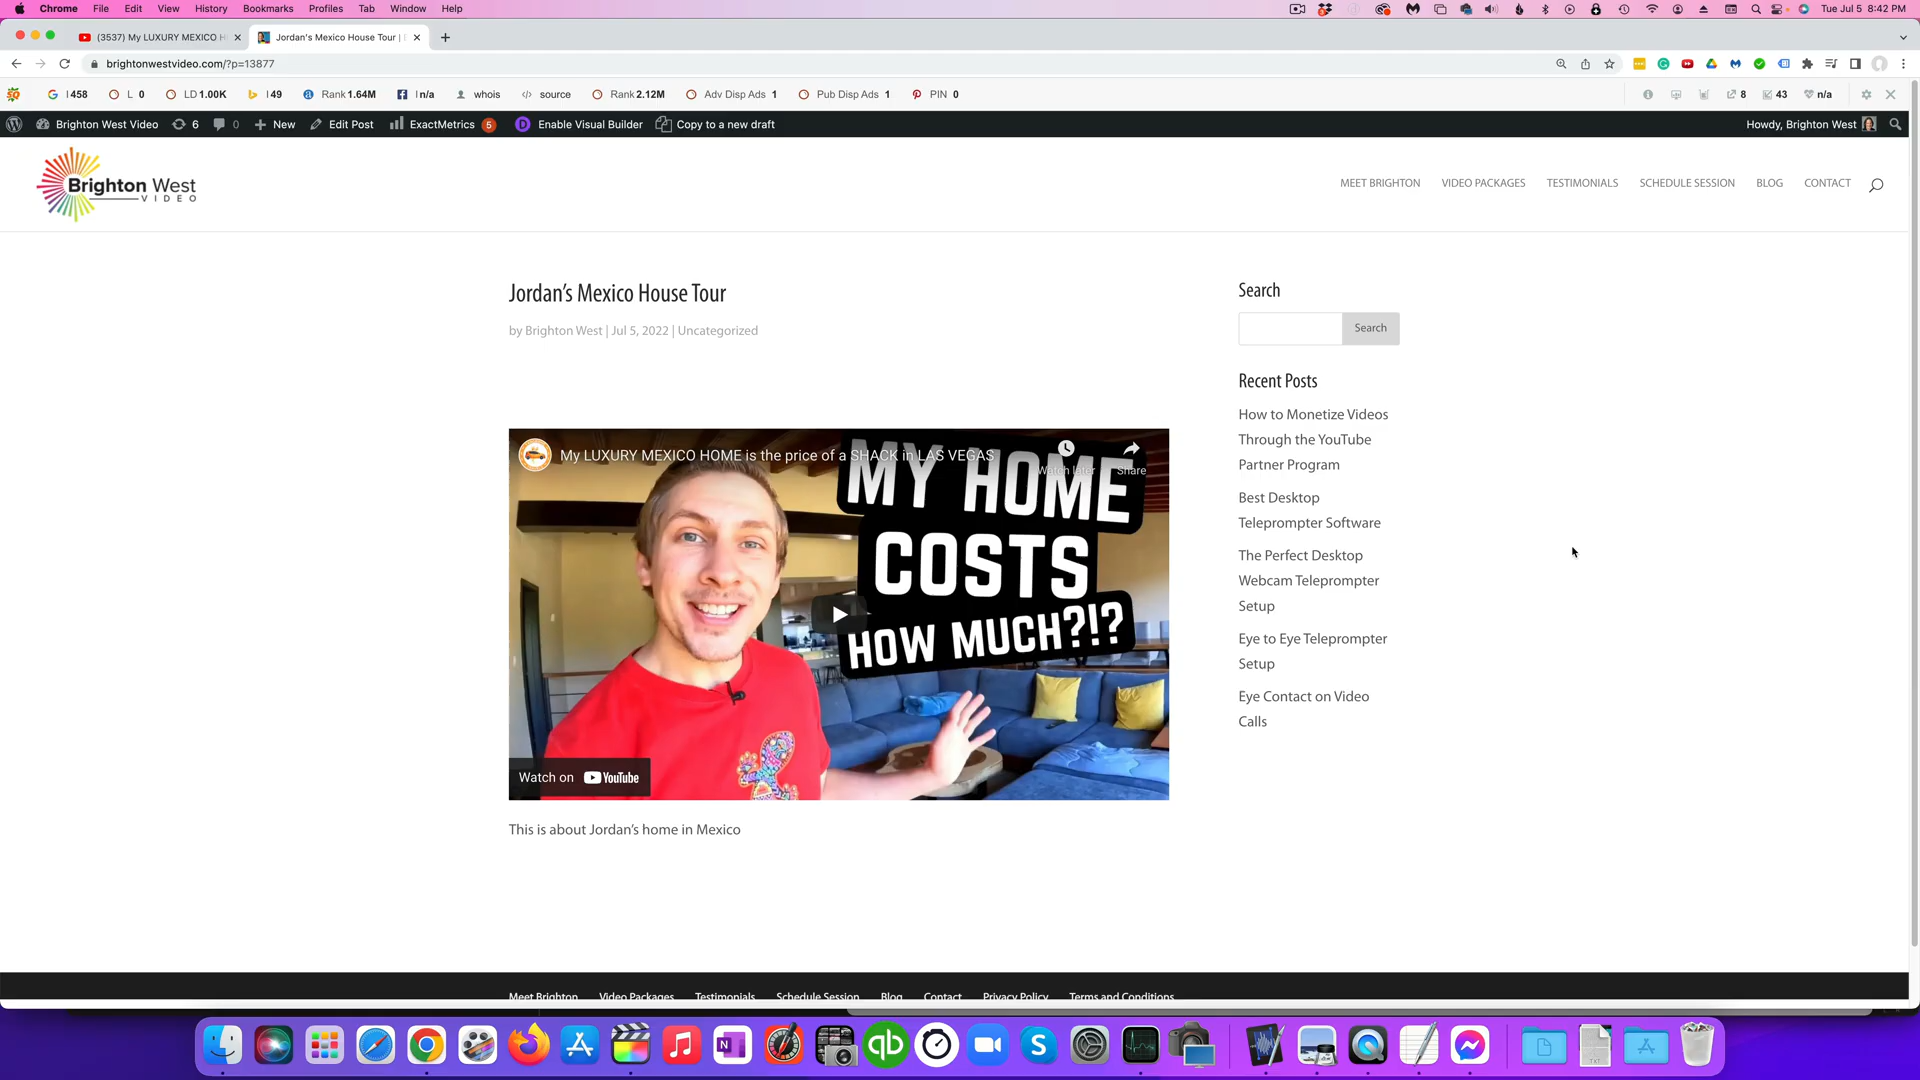 Chrome File Edit View History Bookmarks Profiles Tab Window Help Tue Jul 5 8:42 PM
(3537) My LUXURY MEXICO H Jordan's Mexico House Tour |
brightonwestvideo.com/?p=13877
I 458 L 0 LD 1.00K I 49 Rank 1.64M I n/a whois source Rank 2.12M Adv Disp Ads 1 Pub Disp Ads 1 PIN 0 8 43 n/a
Brighton West Video 6 0 New Edit Post ExactMetrics 5 Enable Visual Builder Copy to a new draft Howdy, Brighton West
Brighton West
VIDEO
MEET BRIGHTON VIDEO PACKAGES TESTIMONIALS SCHEDULE SESSION BLOG CONTACT
Jordan's Mexico House Tour
by Brighton West | Jul 5, 2022 | Uncategorized
My LUXURY MEXICO HOME is the price of a SHACK in LAS VEGAS
Watch later Share
MY HOME
COSTS
HOW MUCH?!?
Watch on YouTube
This is about Jordan's home in Mexico
Search
Search
Recent Posts
How to Monetize Videos
Through the YouTube
Partner Program
Best Desktop
Teleprompter Software
The Perfect Desktop
Webcam Teleprompter
Setup
Eye to Eye Teleprompter
Setup
Eye Contact on Video
Calls
Meet Brighton Video Packages Testimonials Schedule Session Blog Contact Privacy Policy Terms and Conditions
TXT